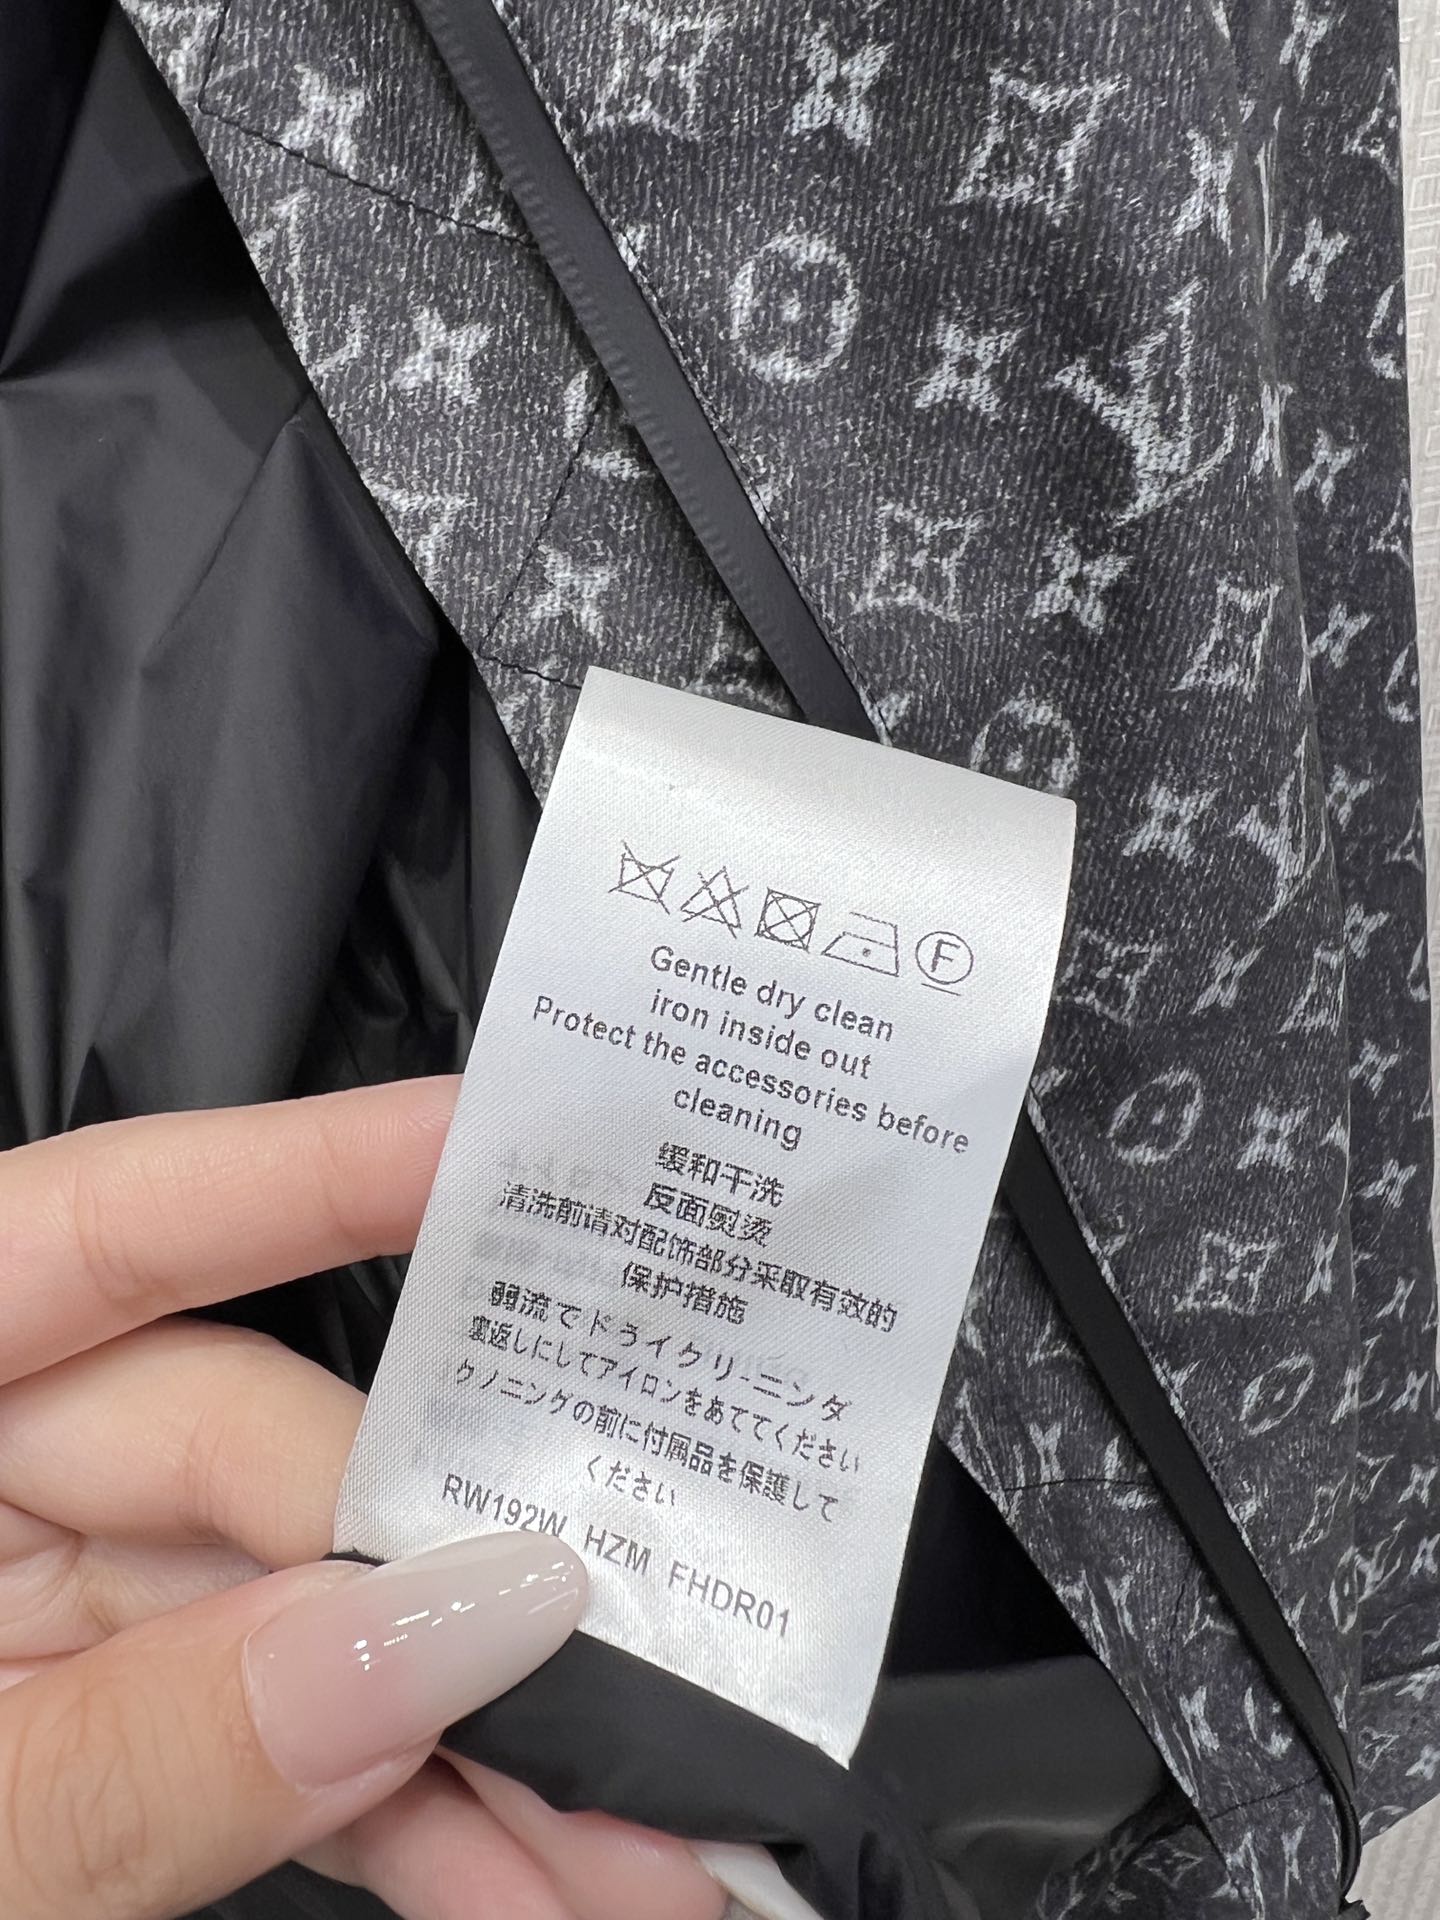 F
Gentle dry clean
iron inside out
Protect the accessories before
cleaning
缓和干洗
反面熨烫
清洗前请对配饰部分采取有效的
保护措施
弱流でドライクリーニンダ
裏返しにしてアイロンをあててください
クノニングの前に付属品を保護して
ください
RW192W HZM FHDR01